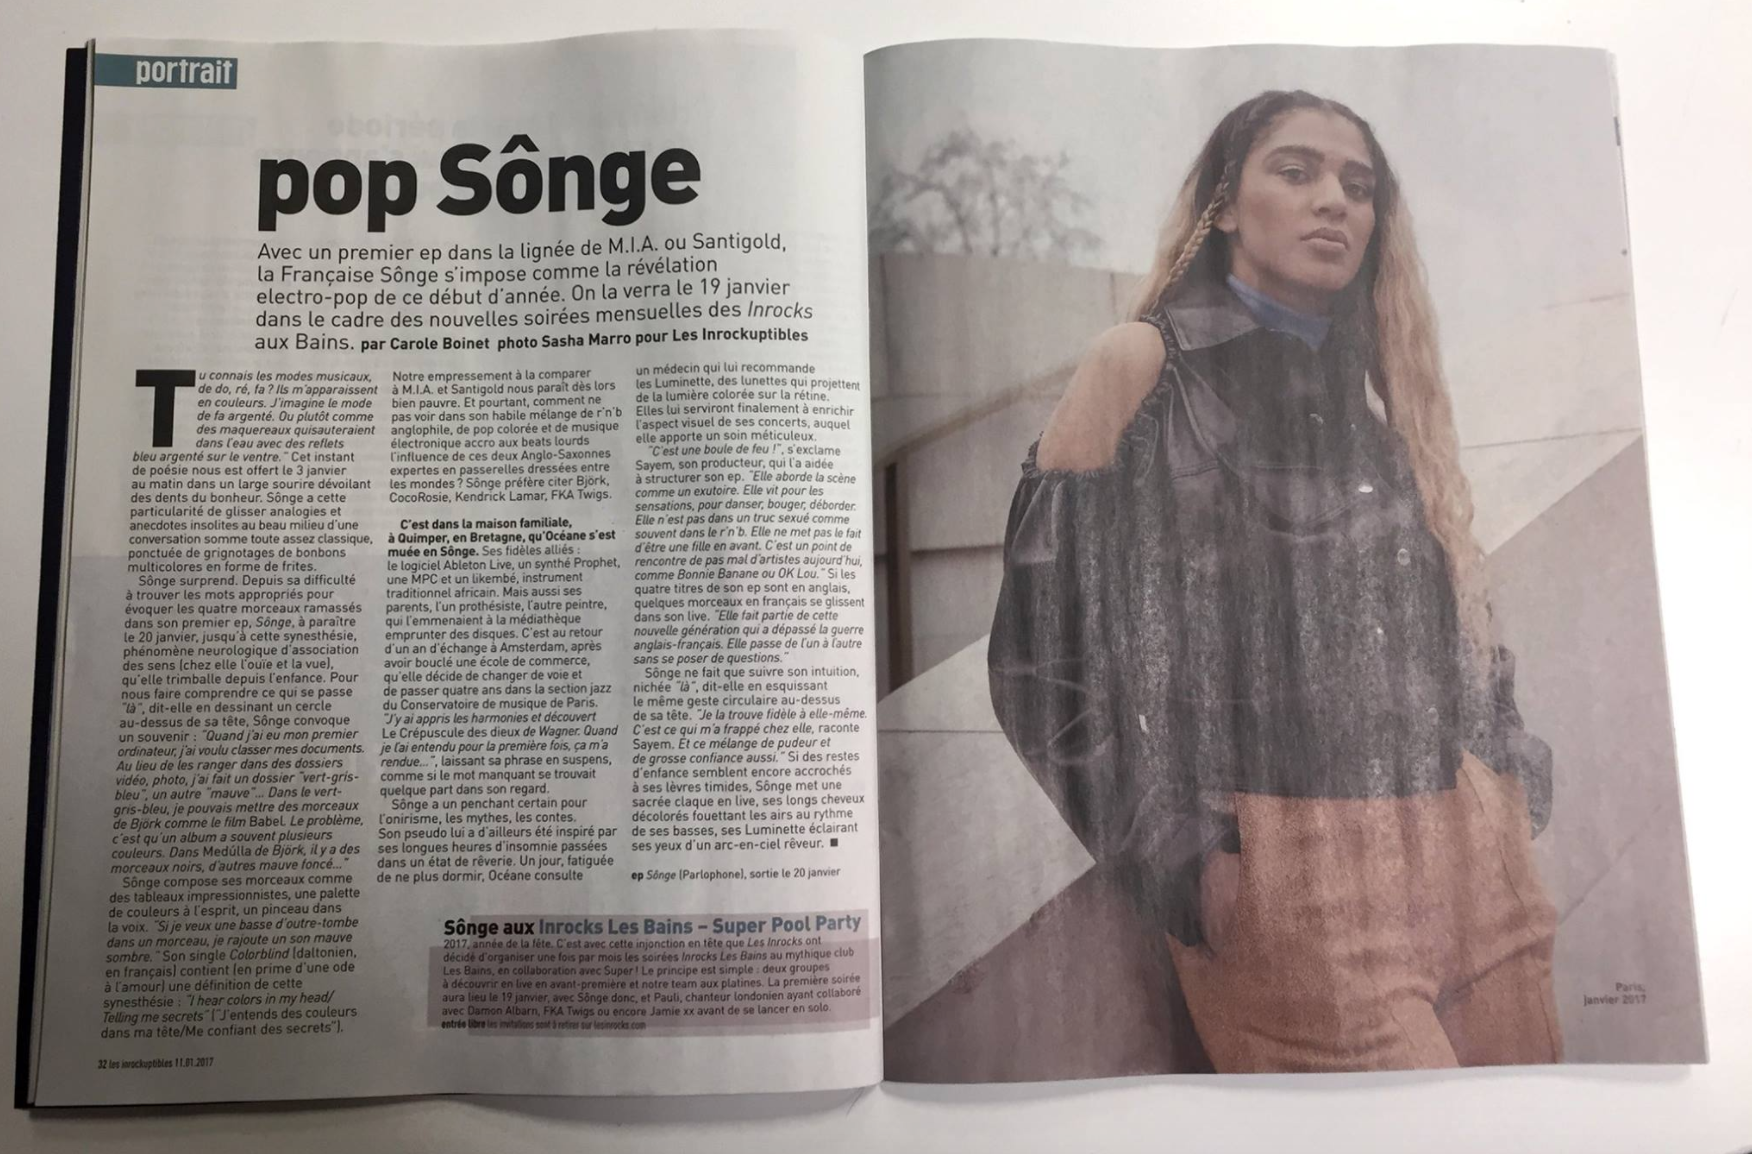 portrait
pop Sônge
Avec un premier ep dans la lignée de M.I.A. ou Santigold,
la Française Sônge s'impose comme la révélation
electro-pop de ce début d'année. On la verra le 19 janvier
dans le cadre des nouvelles soirées mensuelles des Inrocks
aux Bains. par Carole Boinet photo Sasha Marro pour Les Inrockuptibles
Tu connais les modes musicaux,
de do, ré, fa ? Ils m'apparaissent
en couleurs. J'imagine le mode
de fa argenté. Ou plutôt comme
des maquereaux quisauteraient
dans l'eau avec des reflets
bleu argenté sur le ventre." Cet instant
de poésie nous est offert le 3 janvier
au matin dans un large sourire dévoilant
des dents du bonheur. Sônge a cette
particularité de glisser analogies et
anecdotes insolites au beau milieu d'une
conversation somme toute assez classique,
ponctuée de grignotages de bonbons
multicolores en forme de frites.
Sônge surprend. Depuis sa difficulté
à trouver les mots appropriés pour
évoquer les quatre morceaux ramassés
dans son premier ep, Sônge, à paraître
le 20 janvier, jusqu'à cette synesthésie,
phénomène neurologique d'association
des sens (chez elle l'ouïe et la vue),
qu'elle trimballe depuis l'enfance. Pour
nous faire comprendre ce qui se passe
"là", dit-elle en dessinant un cercle
au-dessus de sa tête, Sônge convoque
un souvenir : "Quand j'ai eu mon premier
ordinateur, j'ai voulu classer mes documents.
Au lieu de les ranger dans des dossiers
vidéo, photo, j'ai fait un dossier "vert-gris-
bleu", un autre "mauve"... Dans le vert-
gris-bleu, je pouvais mettre des morceaux
de Björk comme le film Babel. Le problème,
c'est qu'un album a souvent plusieurs
couleurs. Dans Medúlla de Björk, il y a des
morceaux noirs, d'autres mauve foncé..."
Sônge compose ses morceaux comme
des tableaux impressionnistes, une palette
de couleurs à l'esprit, un pinceau dans
la voix. "Si je veux une basse d'outre-tombe
dans un morceau, je rajoute un son mauve
sombre." Son single Colorblind (daltonien,
en français) contient (en prime d'une ode
à l'amour) une définition de cette
synesthésie : "I hear colors in my head/
Telling me secrets" ("J'entends des couleurs
dans ma tête/Me confiant des secrets").
Notre empressement à la comparer
à M.I.A. et Santigold nous paraît dès lors
bien pauvre. Et pourtant, comment ne
pas voir dans son habile mélange de r'n'b
anglophile, de pop colorée et de musique
électronique accro aux beats lourds
l'influence de ces deux Anglo-Saxonnes
expertes en passerelles dressées entre
les mondes ? Sônge préfère citer Björk,
CocoRosie, Kendrick Lamar, FKA Twigs.
C'est dans la maison familiale,
à Quimper, en Bretagne, qu'Océane s'est
muée en Sônge. Ses fidèles alliés :
le logiciel Ableton Live, un synthé Prophet,
une MPC et un likembé, instrument
traditionnel africain. Mais aussi ses
parents, l'un prothésiste, l'autre peintre,
qui l'emmenaient à la médiathèque
emprunter des disques. C'est au retour
d'un an d'échange à Amsterdam, après
avoir bouclé une école de commerce,
qu'elle décide de changer de voie et
de passer quatre ans dans la section jazz
du Conservatoire de musique de Paris.
"J'y ai appris les harmonies et découvert
Le Crépuscule des dieux de Wagner. Quand
je l'ai entendu pour la première fois, ça m'a
rendue...", laissant sa phrase en suspens,
comme si le mot manquant se trouvait
quelque part dans son regard.
Sônge a un penchant certain pour
l'onirisme, les mythes, les contes.
Son pseudo lui a d'ailleurs été inspiré par
ses longues heures d'insomnie passées
dans un état de rêverie. Un jour, fatiguée
de ne plus dormir, Océane consulte
un médecin qui lui recommande
les Luminette, des lunettes qui projettent
de la lumière colorée sur la rétine.
Elles lui serviront finalement à enrichir
l'aspect visuel de ses concerts, auquel
elle apporte un soin méticuleux.
"C'est une boule de feu !", s'exclame
Sayem, son producteur, qui l'a aidée
à structurer son ep. "Elle aborde la scène
comme un exutoire. Elle vit pour les
sensations, pour danser, bouger, déborder.
Elle n'est pas dans un truc sexué comme
souvent dans le r'n'b. Elle ne met pas le fait
d'être une fille en avant. C'est un point de
rencontre de pas mal d'artistes aujourd'hui,
comme Bonnie Banane ou OK Lou." Si les
quatre titres de son ep sont en anglais,
quelques morceaux en français se glissent
dans son live. "Elle fait partie de cette
nouvelle génération qui a dépassé la guerre
anglais-français. Elle passe de l'un à l'autre
sans se poser de questions."
Sônge ne fait que suivre son intuition,
nichée "là", dit-elle en esquissant
le même geste circulaire au-dessus
de sa tête. "Je la trouve fidèle à elle-même.
C'est ce qui m'a frappé chez elle, raconte
Sayem. Et ce mélange de pudeur et
de grosse confiance aussi." Si des restes
d'enfance semblent encore accrochés
à ses lèvres timides, Sônge met une
sacrée claque en live, ses longs cheveux
décolorés fouettant les airs au rythme
de ses basses, ses Luminette éclairant
ses yeux d'un arc-en-ciel rêveur. ■
ep Sônge (Parlophone), sortie le 20 janvier
Sônge aux Inrocks Les Bains – Super Pool Party
2017, année de la fête. C'est avec cette injonction en tête que Les Inrocks ont
décidé d'organiser une fois par mois les soirées Inrocks Les Bains au mythique club
Les Bains, en collaboration avec Super! Le principe est simple : deux groupes
à découvrir en live en avant-première et notre team aux platines. La première soirée
aura lieu le 19 janvier, avec Sônge donc, et Pauli, chanteur londonien ayant collaboré
avec Damon Albarn, FKA Twigs ou encore Jamie xx avant de se lancer en solo.
entrée libre les invitations sont à retirer sur lesinrocks.com
32 les inrockuptibles 11.01.2017
Paris,
janvier 2017